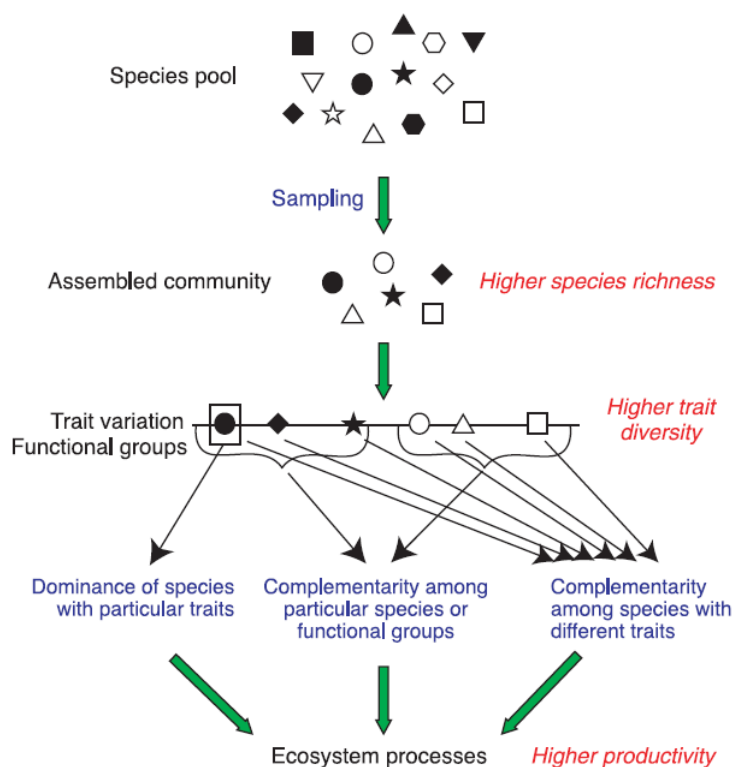 Species pool
Sampling
Assembled community
Higher species richness
Trait variation
Functional groups
Higher trait
diversity
Dominance of species
with particular traits
Complementarity among
particular species or
functional groups
Complementarity
among species with
different traits
Ecosystem processes
Higher productivity